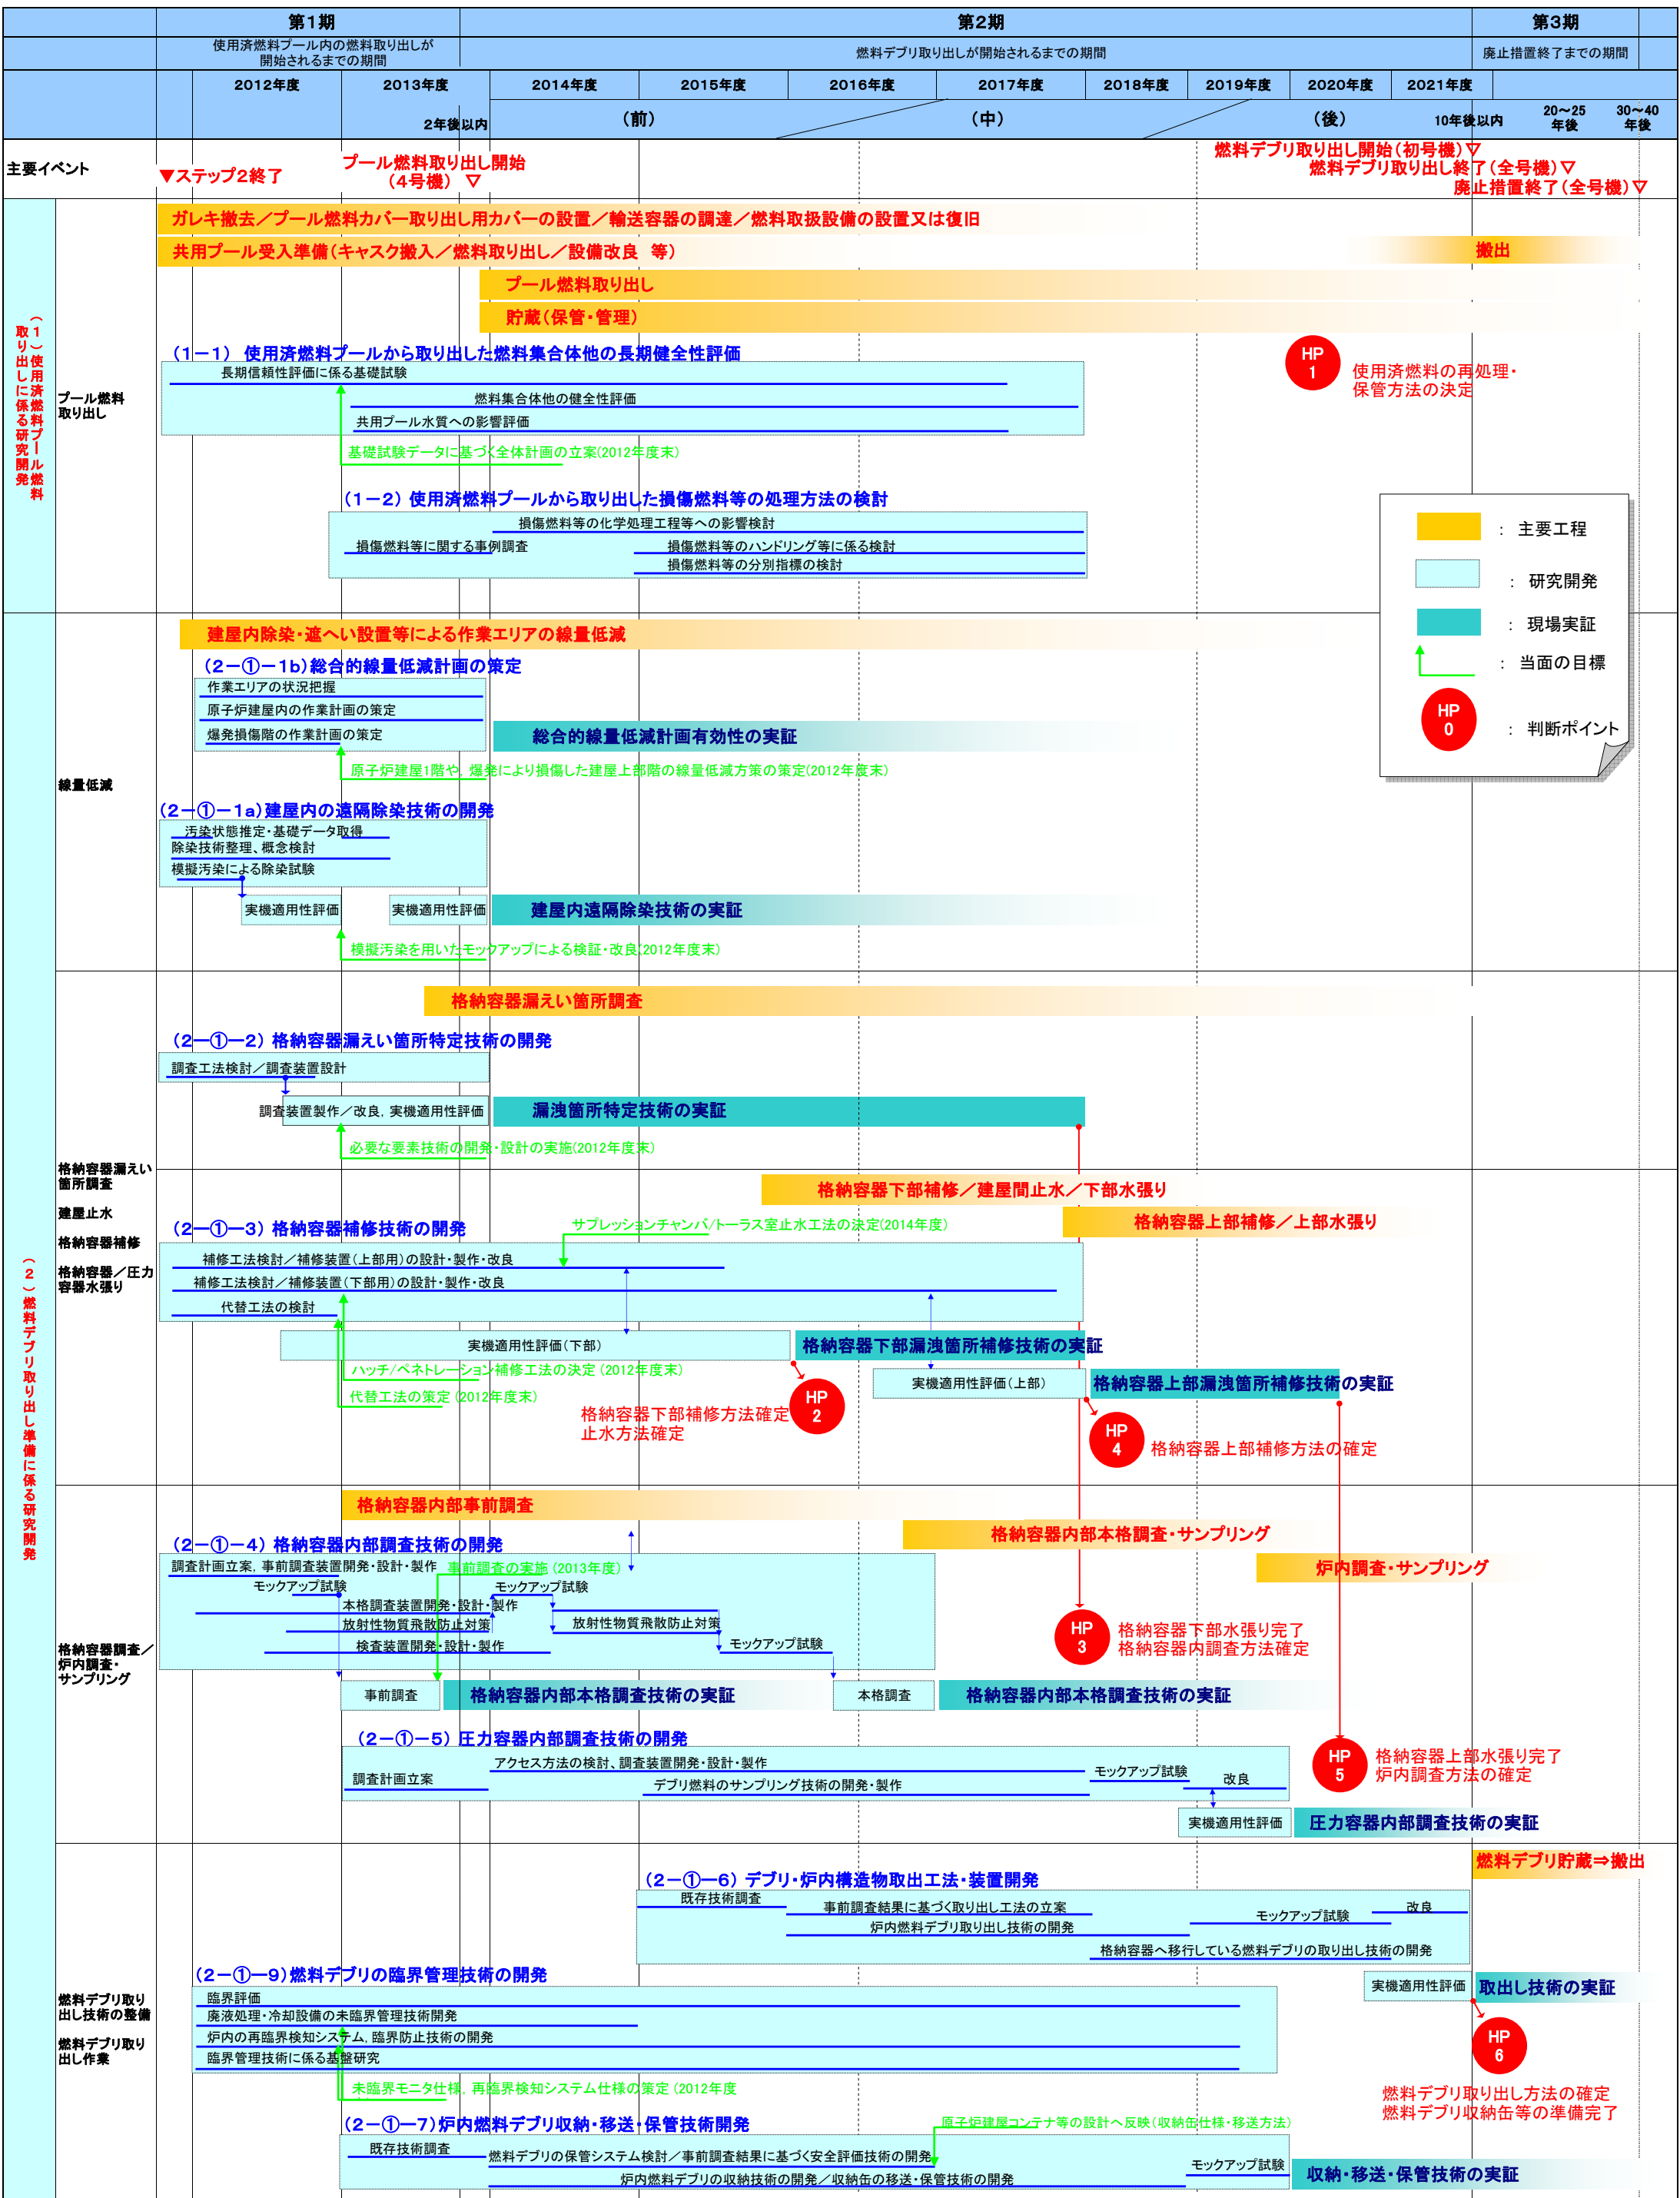 第1期
第2期
第3期
使用済燃料プール内の燃料取り出しが
開始されるまでの期間
燃料デブリ取り出しが開始されるまでの期間
廃止措置終了までの期間
2012年度
2013年度
2014年度
2015年度
2016年度
2017年度
2018年度
2019年度
2020年度
2021年度
2年後以内
(前)
(中)
(後)
10年後以内
20～25
年後
30～40
年後
主要イベント
▼ステップ2終了
プール燃料取り出し開始
(4号機) ▽
燃料デブリ取り出し開始(初号機)▽
燃料デブリ取り出し終了(全号機)▽
廃止措置終了(全号機)▽
(1)使用済燃料プール燃料
取り出しに係る研究開発
プール燃料
取り出し
ガレキ撤去／プール燃料カバー取り出し用カバーの設置／輸送容器の調達／燃料取扱設備の設置又は復旧
共用プール受入準備(キャスク搬入／燃料取り出し／設備改良 等)
搬出
プール燃料取り出し
貯蔵(保管・管理)
(1－1) 使用済燃料プールから取り出した燃料集合体他の長期健全性評価
長期信頼性評価に係る基礎試験
燃料集合体他の健全性評価
共用プール水質への影響評価
基礎試験データに基づく全体計画の立案(2012年度末)
HP
1
使用済燃料の再処理・
保管方法の決定
(1－2) 使用済燃料プールから取り出した損傷燃料等の処理方法の検討
損傷燃料等の化学処理工程等への影響検討
損傷燃料等に関する事例調査
損傷燃料等のハンドリング等に係る検討
損傷燃料等の分別指標の検討
： 主要工程
： 研究開発
： 現場実証
： 当面の目標
HP
0
： 判断ポイント
(2)燃料デブリ取り出し準備に係る研究開発
線量低減
建屋内除染・遮へい設置等による作業エリアの線量低減
(2－①－1b)総合的線量低減計画の策定
作業エリアの状況把握
原子炉建屋内の作業計画の策定
爆発損傷階の作業計画の策定
総合的線量低減計画有効性の実証
原子炉建屋1階や，爆発により損傷した建屋上部階の線量低減方策の策定(2012年度末)
(2－①－1a)建屋内の遠隔除染技術の開発
汚染状態推定・基礎データ取得
除染技術整理、概念検討
模擬汚染による除染試験
実機適用性評価
実機適用性評価
建屋内遠隔除染技術の実証
模擬汚染を用いたモックアップによる検証・改良(2012年度末)
格納容器漏えい
箇所調査
建屋止水
格納容器補修
格納容器／圧力
容器水張り
格納容器漏えい箇所調査
(2－①－2) 格納容器漏えい箇所特定技術の開発
調査工法検討／調査装置設計
調査装置製作／改良，実機適用性評価
漏洩箇所特定技術の実証
必要な要素技術の開発・設計の実施(2012年度末)
格納容器下部補修／建屋間止水／下部水張り
格納容器上部補修／上部水張り
(2－①－3) 格納容器補修技術の開発
サプレッションチャンバ/トーラス室止水工法の決定(2014年度)
補修工法検討／補修装置(上部用)の設計・製作・改良
補修工法検討／補修装置(下部用)の設計・製作・改良
代替工法の検討
実機適用性評価(下部)
格納容器下部漏洩箇所補修技術の実証
ハッチ/ペネトレーション補修工法の決定 (2012年度末)
代替工法の策定 (2012年度末)
実機適用性評価(上部)
格納容器上部漏洩箇所補修技術の実証
格納容器下部補修方法確定
止水方法確定
HP
2
HP
4
格納容器上部補修方法の確定
格納容器調査／
炉内調査・
サンプリング
格納容器内部事前調査
格納容器内部本格調査・サンプリング
炉内調査・サンプリング
(2－①－4) 格納容器内部調査技術の開発
調査計画立案，事前調査装置開発・設計・製作
事前調査の実施 (2013年度)
モックアップ試験
モックアップ試験
本格調査装置開発・設計・製作
放射性物質飛散防止対策
放射性物質飛散防止対策
検査装置開発・設計・製作
モックアップ試験
HP
3
格納容器下部水張り完了
格納容器内調査方法確定
事前調査
格納容器内部本格調査技術の実証
本格調査
格納容器内部本格調査技術の実証
(2－①－5) 圧力容器内部調査技術の開発
アクセス方法の検討、調査装置開発・設計・製作
調査計画立案
デブリ燃料のサンプリング技術の開発・製作
モックアップ試験
改良
HP
5
格納容器上部水張り完了
炉内調査方法の確定
実機適用性評価
圧力容器内部調査技術の実証
燃料デブリ取り
出し技術の整備
燃料デブリ取り
出し作業
燃料デブリ貯蔵⇒搬出
(2－①－6) デブリ・炉内構造物取出工法・装置開発
既存技術調査
事前調査結果に基づく取り出し工法の立案
炉内燃料デブリ取り出し技術の開発
モックアップ試験
改良
格納容器へ移行している燃料デブリの取り出し技術の開発
(2－①－9)燃料デブリの臨界管理技術の開発
臨界評価
廃液処理・冷却設備の未臨界管理技術開発
炉内の再臨界検知システム，臨界防止技術の開発
臨界管理技術に係る基盤研究
未臨界モニタ仕様，再臨界検知システム仕様の策定 (2012年度
実機適用性評価
取出し技術の実証
HP
6
燃料デブリ取り出し方法の確定
燃料デブリ収納缶等の準備完了
(2－①－7)炉内燃料デブリ収納・移送・保管技術開発
原子炉建屋コンテナ等の設計へ反映(収納缶仕様・移送方法)
既存技術調査
燃料デブリの保管システム検討／事前調査結果に基づく安全評価技術の開発
炉内燃料デブリの収納技術の開発／収納缶の移送・保管技術の開発
モックアップ試験
収納・移送・保管技術の実証